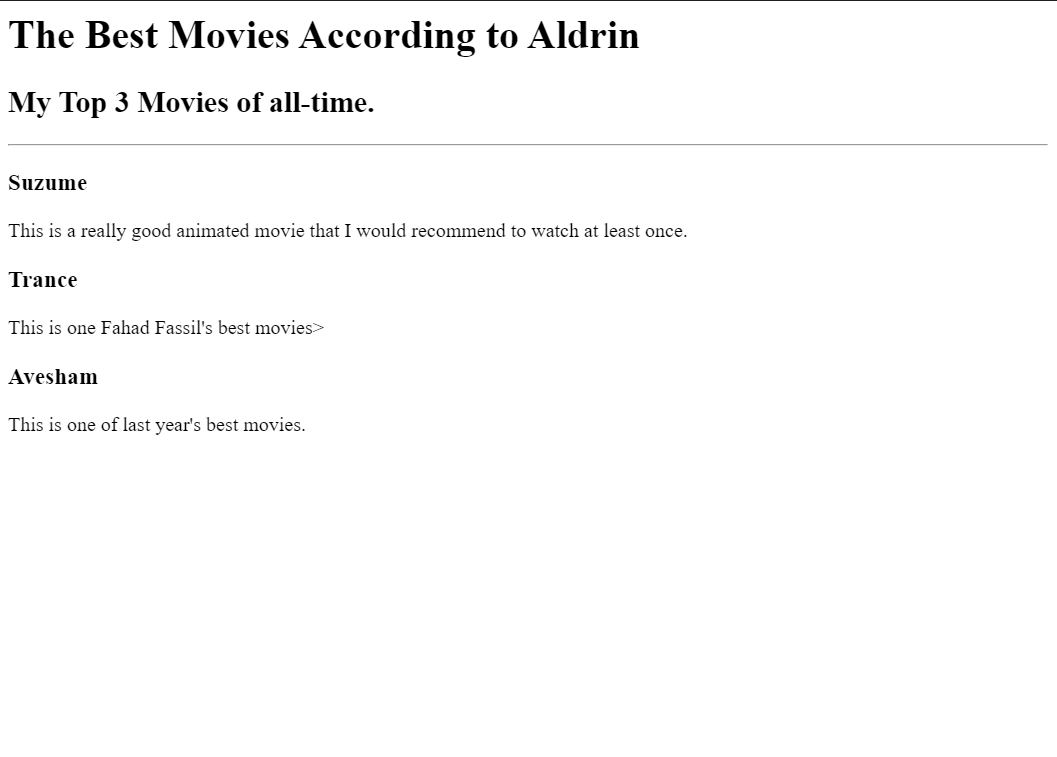 The Best Movies According to Aldrin
My Top 3 Movies of all-time.
Suzume
This is a really good animated movie that I would recommend to watch at least once.
Trance
This is one Fahad Fassil's best movies>
Avesham
This is one of last year's best movies.